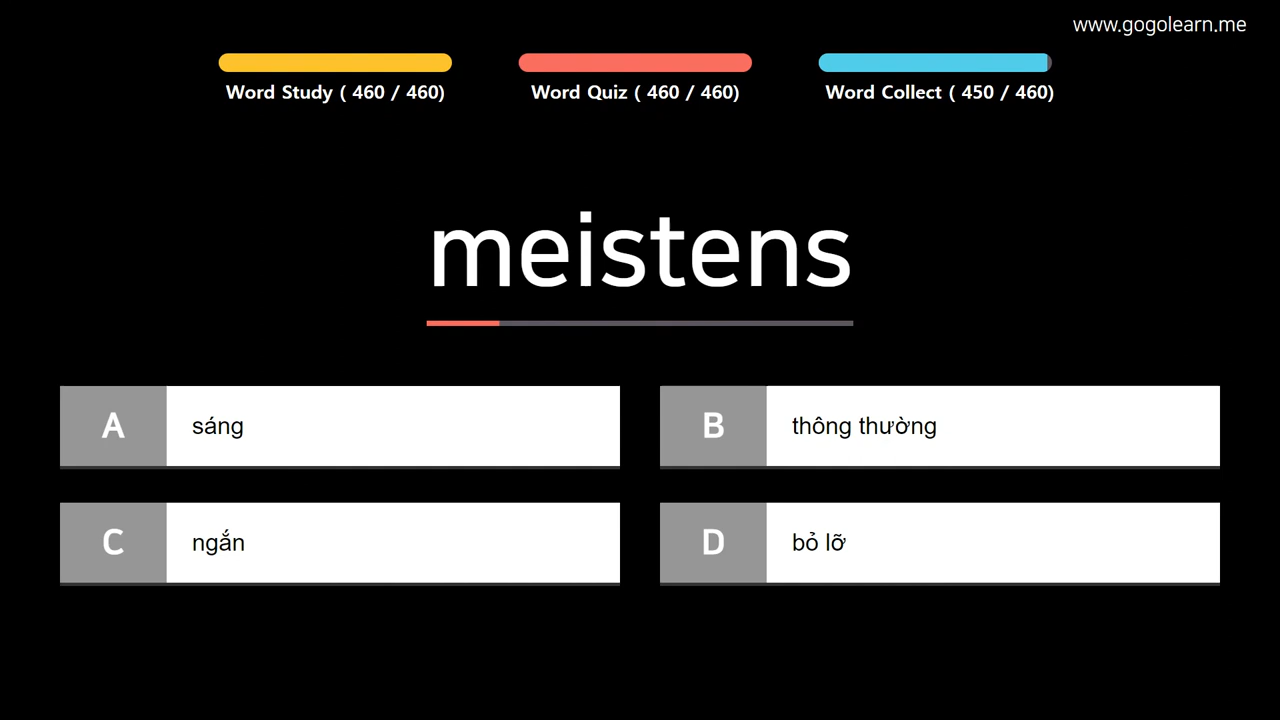 www.gogolearn.me
Word Study ( 460 / 460)
Word Quiz ( 460 / 460)
Word Collect ( 450 / 460)
meistens
A
sáng
B
thông thường
C
ngắn
D
bỏ lỡ